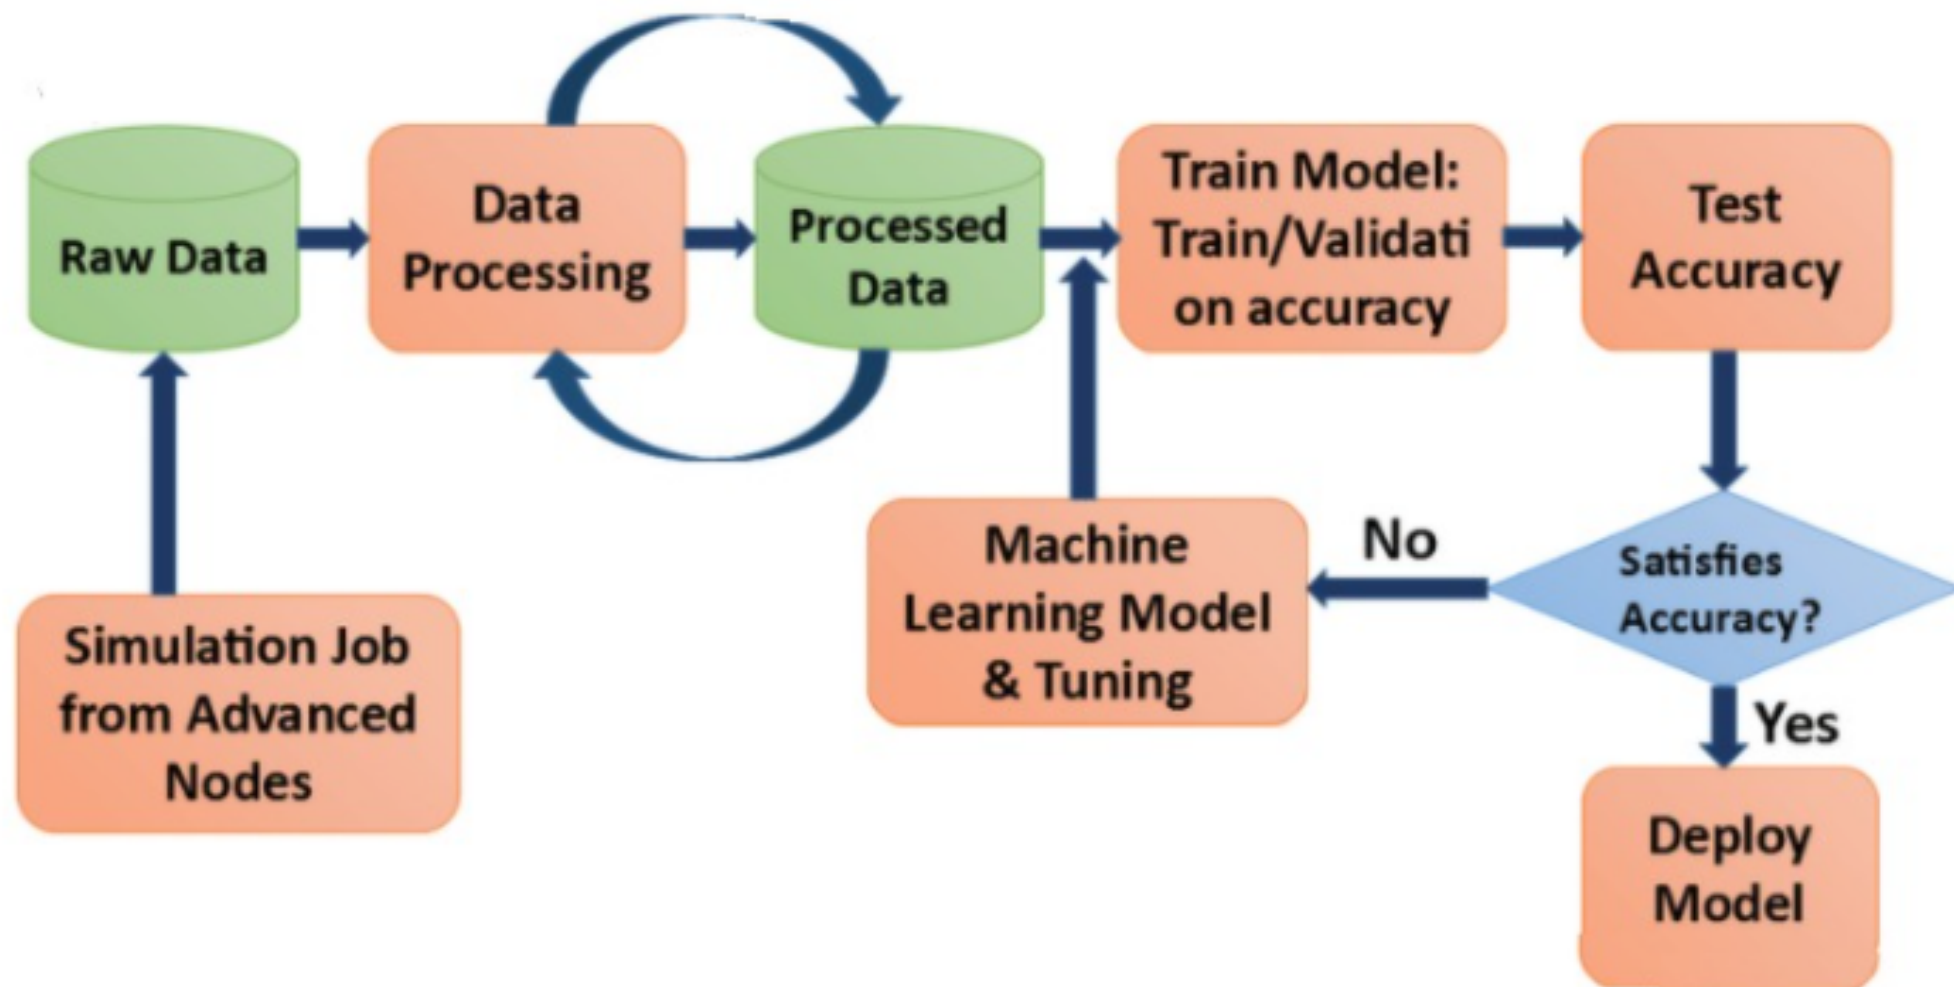 Raw Data
Data
Processing
Processed
Data
Train Model:
Train/Validati
on accuracy
Test
Accuracy
Simulation Job
from Advanced
Nodes
Machine
Learning Model
& Tuning
No
Satisfies
Accuracy?
Yes
Deploy
Model